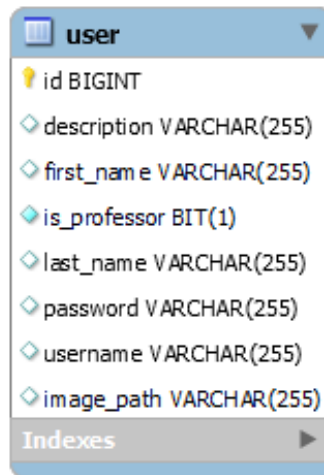 user
id BIGINT
description VARCHAR(255)
first_name VARCHAR(255)
is_professor BIT(1)
last_name VARCHAR(255)
password VARCHAR(255)
username VARCHAR(255)
image_path VARCHAR(255)
Indexes